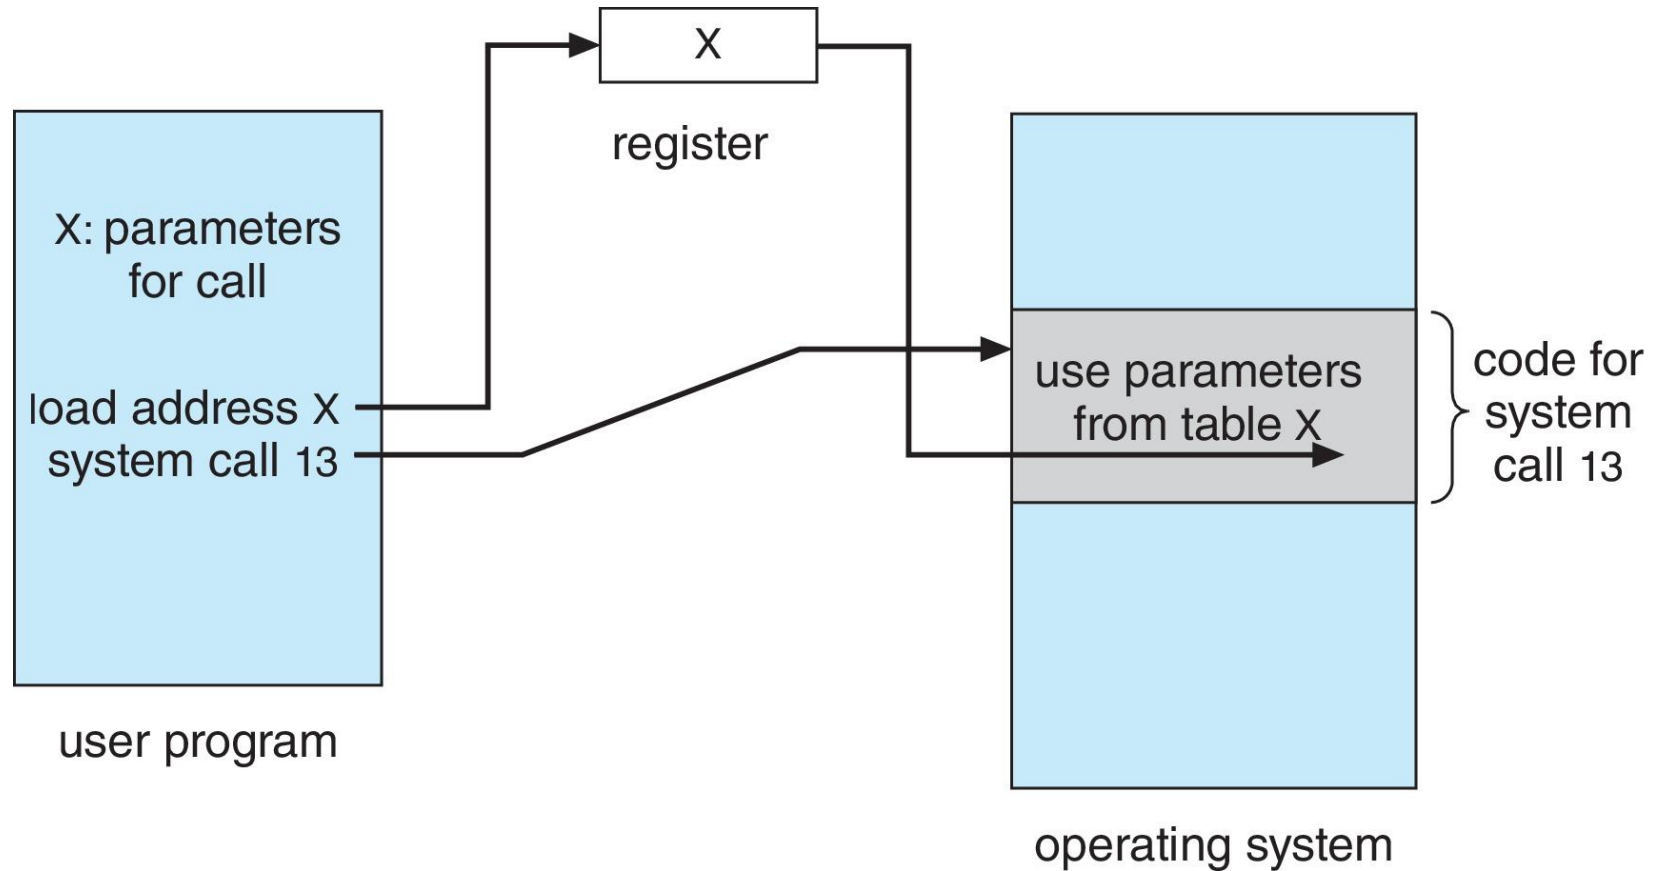 X
register
X: parameters
for call
load address X
system call 13
user program
use parameters
from table X
code for
system
call 13
operating system